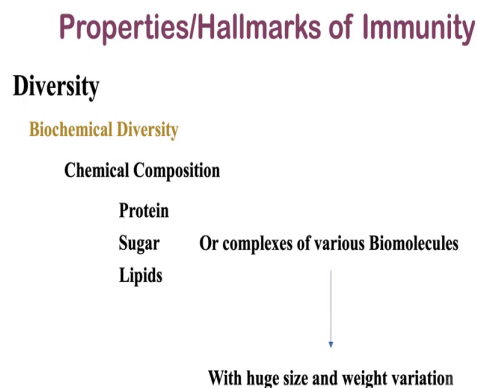 Properties/Hallmarks of Immunity
Diversity
Biochemical Diversity
Chemical Composition
Protein
Sugar Or complexes of various Biomolecules
Lipids
With huge size and weight variation